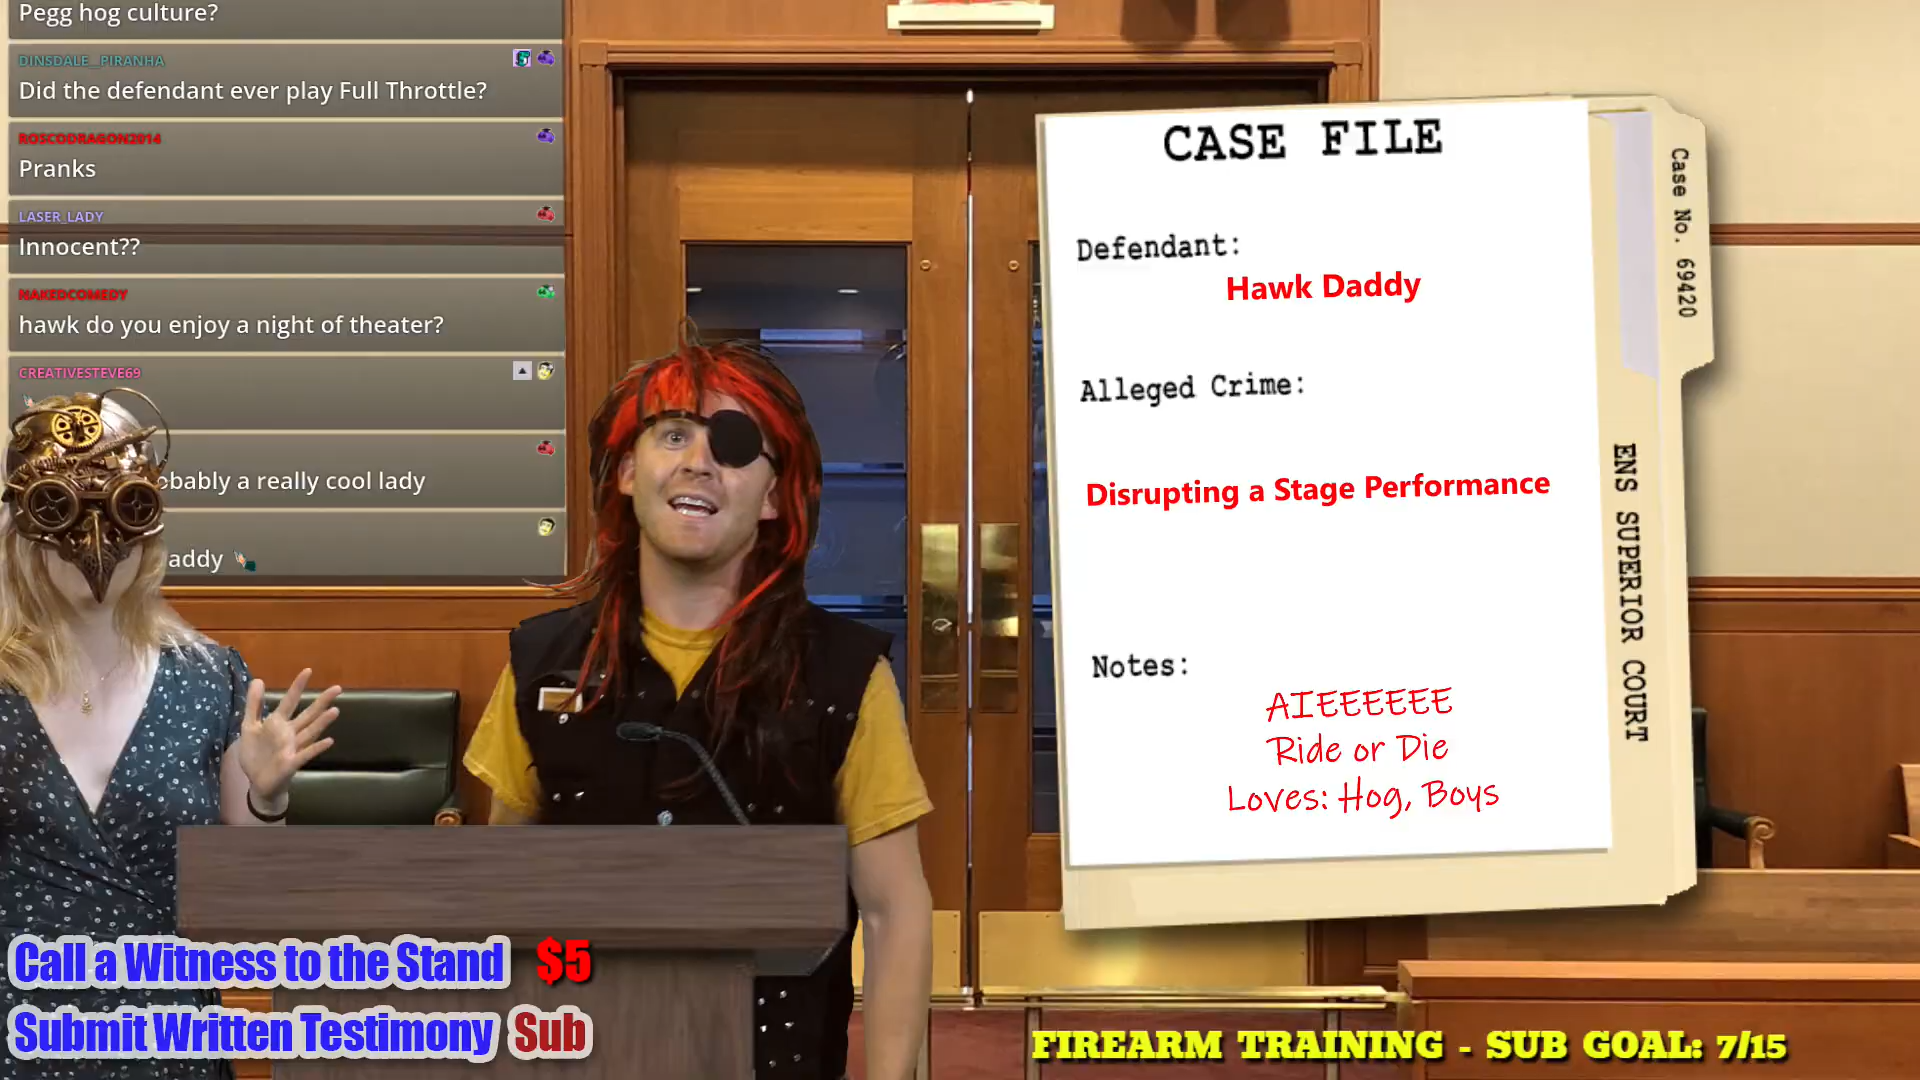 Pegg hog culture?
DINSDALE__PIRANHA
Did the defendant ever play Full Throttle?
ROSCODRAGON2014
Pranks
LASER_LADY
Innocent??
NAKEDCOMEDY
hawk do you enjoy a night of theater?
CREATIVESTEVE69
a really cool lady
CASE FILE
Defendant:
Hawk Daddy
Alleged Crime:
Disrupting a Stage Performance
Notes:
AIEEEEEE
Ride or Die
Loves: Hog, Boys
Case No. 69420
ENS SUPERIOR COURT
Call a Witness to the Stand $5
Submit Written Testimony Sub
FIREARM TRAINING - SUB GOAL: 7/15